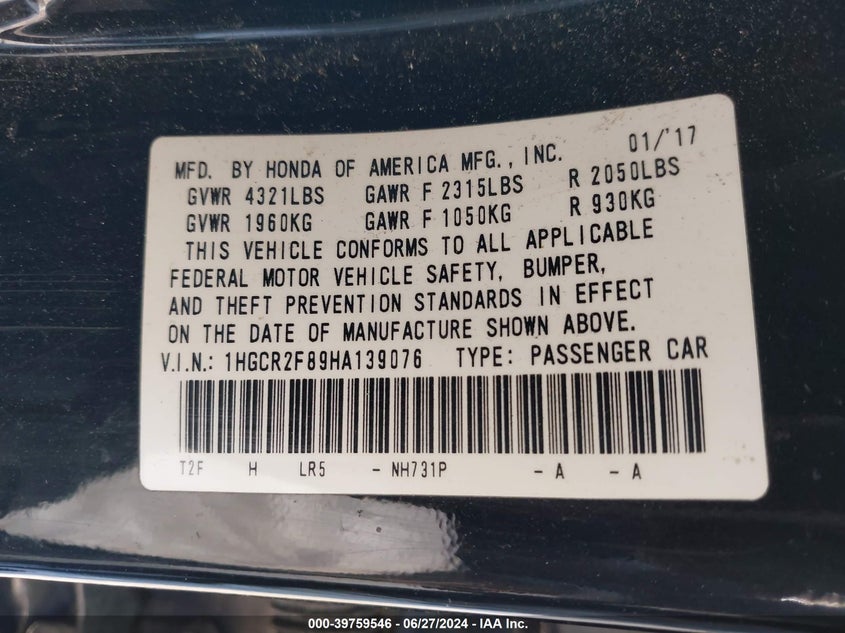 01/'17
MFD. BY HONDA OF AMERICA MFG., INC.
GVWR 4321LBS GAWR F 2315LBS R 2050LBS
GVWR 1960KG GAWR F 1050KG R 930KG
THIS VEHICLE CONFORMS TO ALL APPLICABLE
FEDERAL MOTOR VEHICLE SAFETY, BUMPER,
AND THEFT PREVENTION STANDARDS IN EFFECT
ON THE DATE OF MANUFACTURE SHOWN ABOVE.
V.I.N.: 1HGCR2F89HA139076 TYPE: PASSENGER CAR
T2F H LR5 - NH731P - A - A
000-39759546 - 06/27/2024 - IAA Inc.